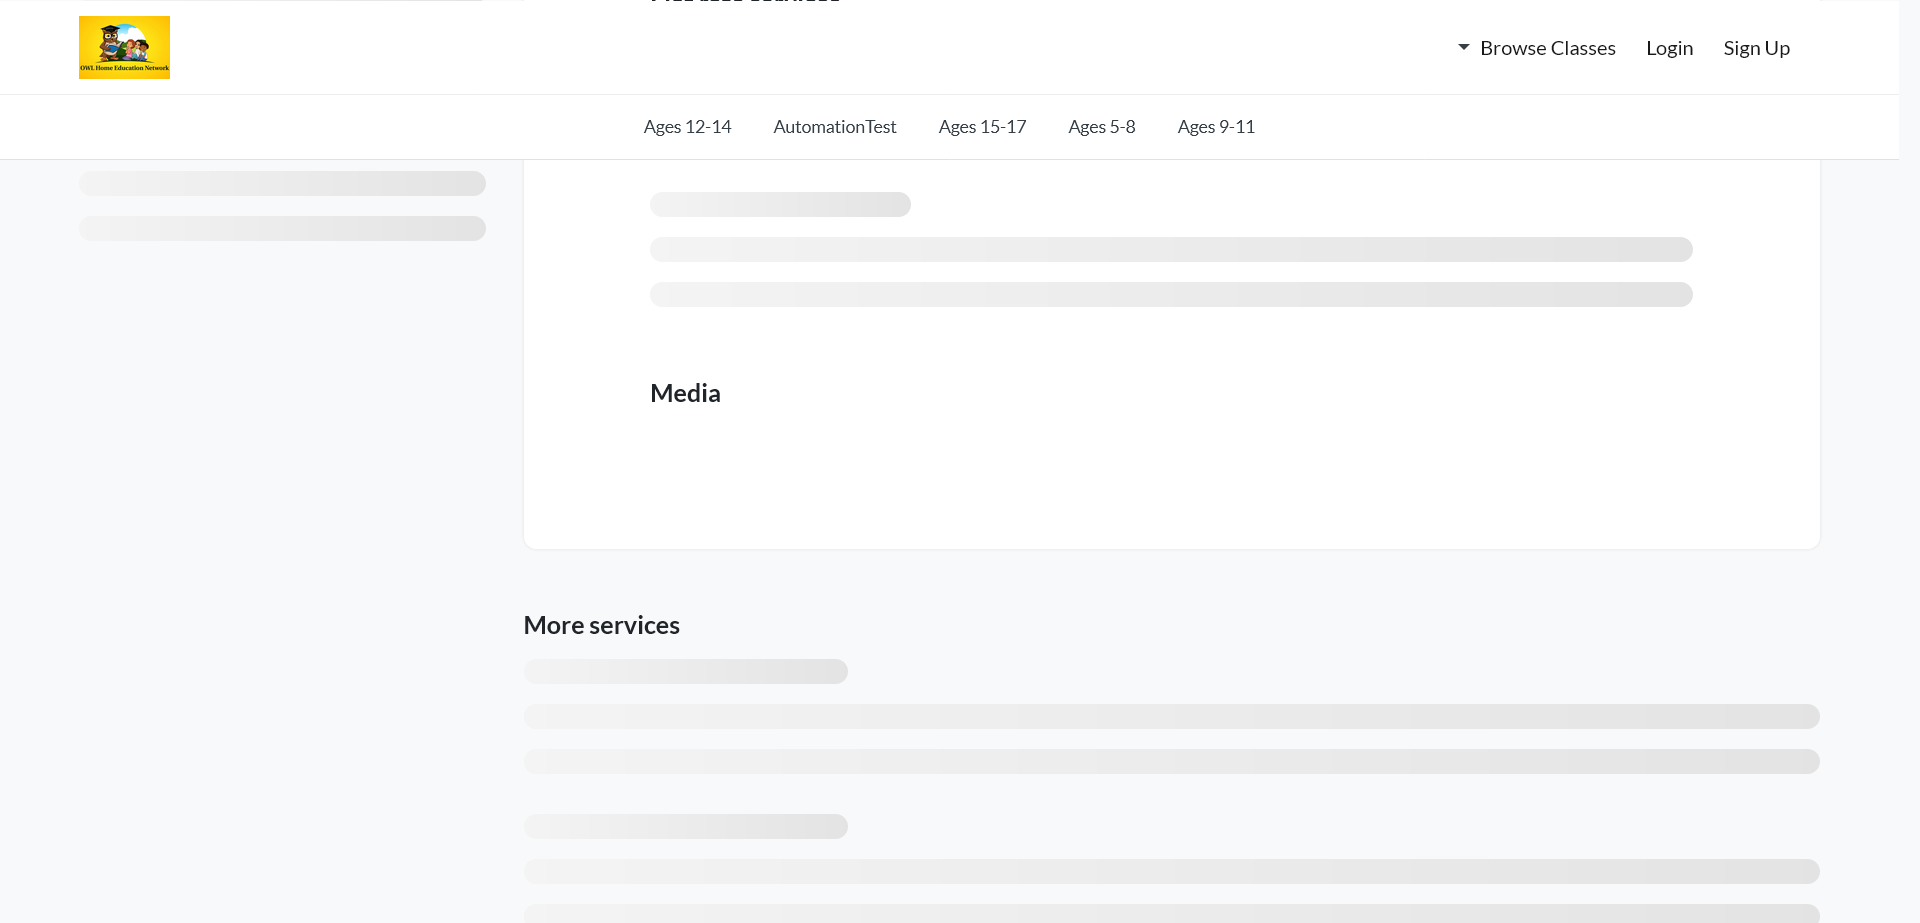 OWL Home Education Network
Browse Classes
Login
Sign Up
Ages 12-14
AutomationTest
Ages 15-17
Ages 5-8
Ages 9-11
Media
More services